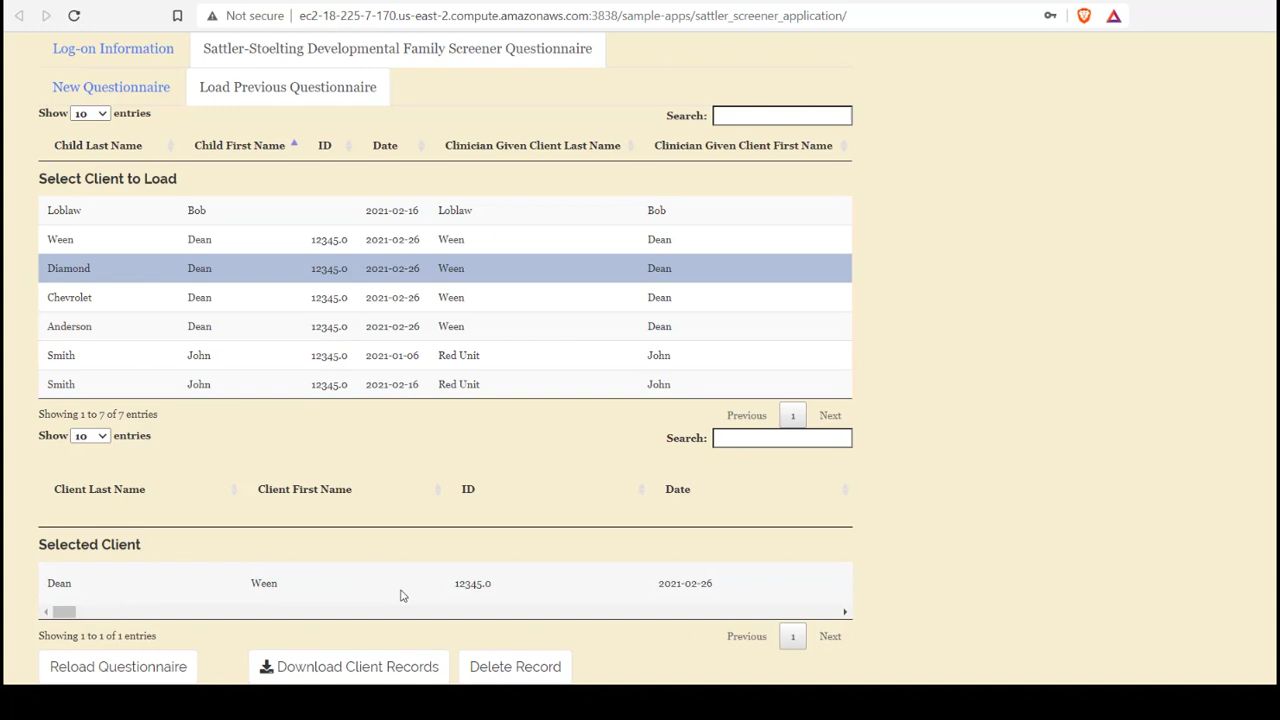 Not secure ec2-18-225-7-170.us-east-2.compute.amazonaws.com:3838/sample-apps/sattler_screener_application/
Log-on Information Sattler-Stoelting Developmental Family Screener Questionnaire
New Questionnaire Load Previous Questionnaire
Show 10 entries Search:
Child Last Name Child First Name ID Date Clinician Given Client Last Name Clinician Given Client First Name
Select Client to Load
Loblaw Bob 2021-02-16 Loblaw Bob
Ween Dean 12345.0 2021-02-26 Ween Dean
Diamond Dean 12345.0 2021-02-26 Ween Dean
Chevrolet Dean 12345.0 2021-02-26 Ween Dean
Anderson Dean 12345.0 2021-02-26 Ween Dean
Smith John 12345.0 2021-01-06 Red Unit John
Smith John 12345.0 2021-02-16 Red Unit John
Showing 1 to 7 of 7 entries Previous 1 Next
Show 10 entries Search:
Client Last Name Client First Name ID Date
Selected Client
Dean Ween 12345.0 2021-02-26
Showing 1 to 1 of 1 entries Previous 1 Next
Reload Questionnaire Download Client Records Delete Record